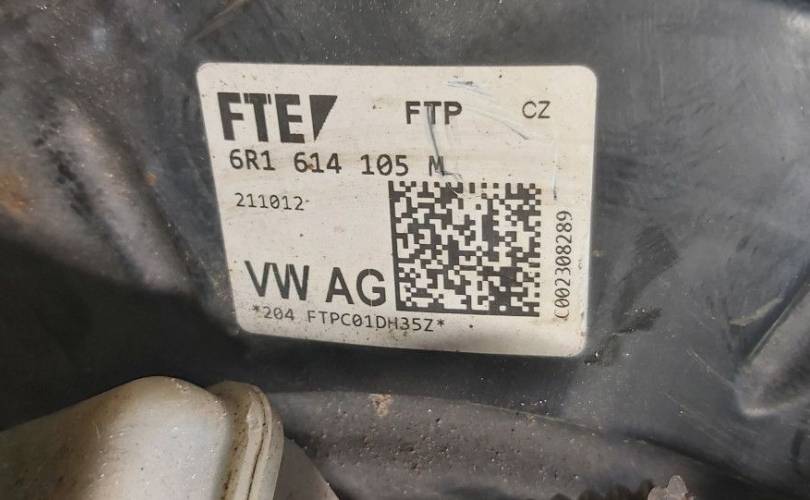 FTE FTP CZ
6R1 614 105 M
211012
VW AG
*204 FTPC01DH35Z*
C002308289